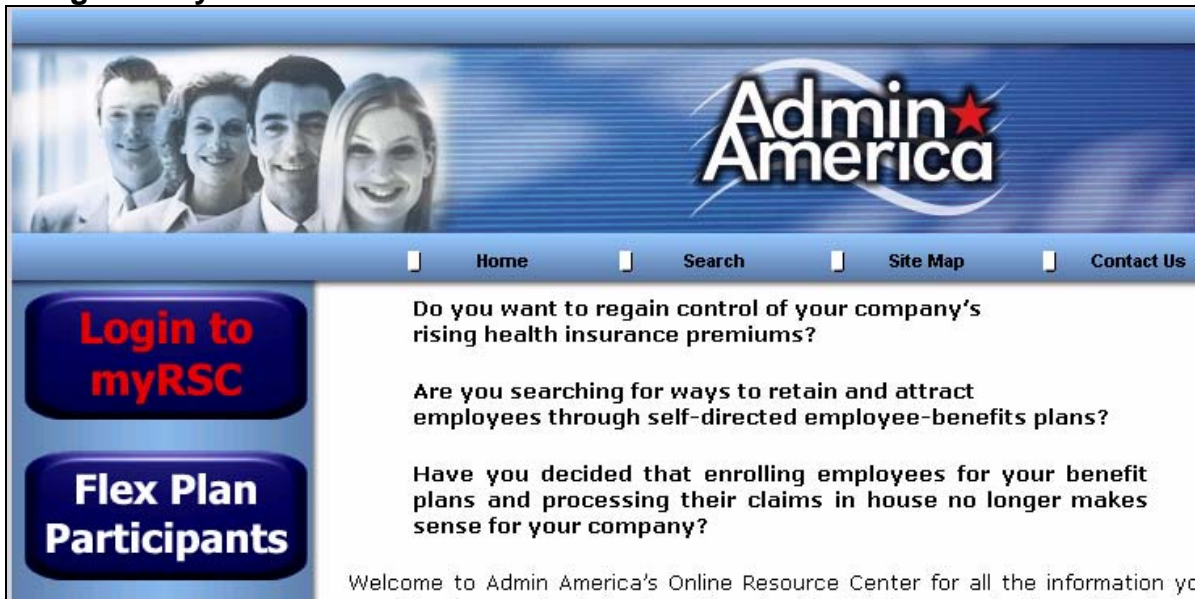 Admin
America
Home Search Site Map Contact Us
Login to
myRSC
Flex Plan
Participants
Do you want to regain control of your company's
rising health insurance premiums?
Are you searching for ways to retain and attract
employees through self-directed employee-benefits plans?
Have you decided that enrolling employees for your benefit
plans and processing their claims in house no longer makes
sense for your company?
Welcome to Admin America's Online Resource Center for all the information